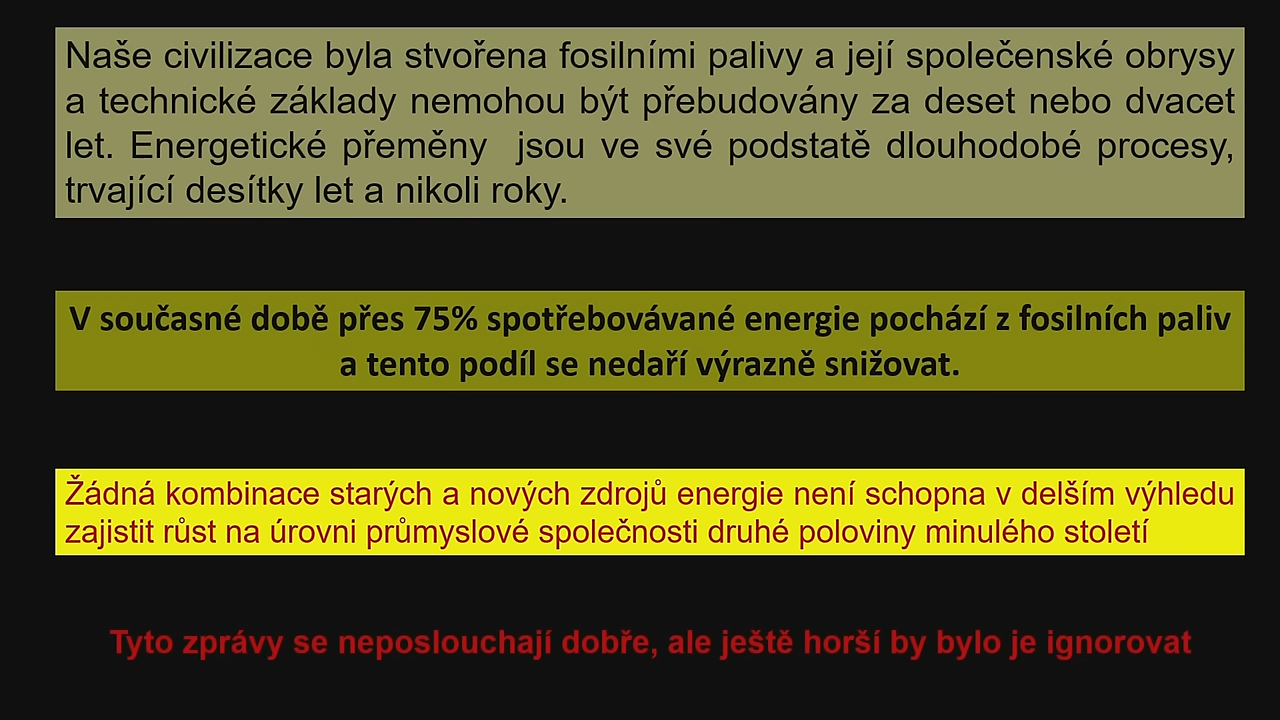 Naše civilizace byla stvořena fosilními palivy a její společenské obrysy
a technické základy nemohou být přebudovány za deset nebo dvacet
let. Energetické přeměny  jsou ve své podstatě dlouhodobé procesy,
trvající desítky let a nikoli roky.
V současné době přes 75% spotřebovávané energie pochází z fosilních paliv
a tento podíl se nedaří výrazně snižovat.
Žádná kombinace starých a nových zdrojů energie není schopna v delším výhledu
zajistit růst na úrovni průmyslové společnosti druhé poloviny minulého století
Tyto zprávy se neposlouchají dobře, ale ještě horší by bylo je ignorovat